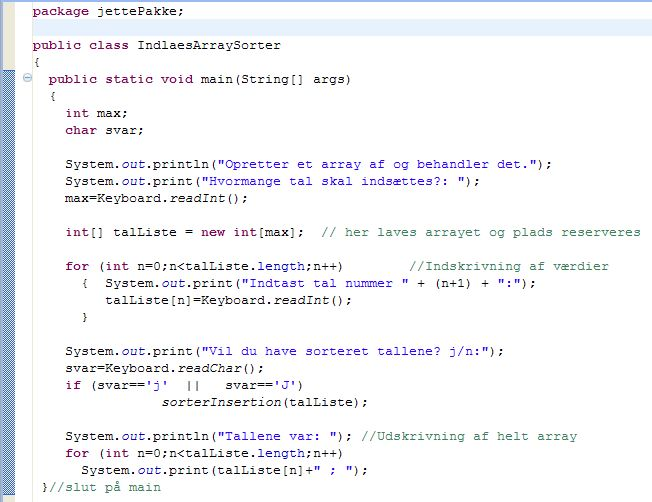 package jettePakke;
public class IndlaesArraySorter
{
public static void main(String[] args)
{
int max;
char svar;
System.out.println("Opretter et array af og behandler det.");
System.out.print("Hvormange tal skal indsættes?: ");
max=Keyboard.readInt();
int[] talListe = new int[max];  // her laves arrayet og plads reserveres
for (int n=0;n<talListe.length;n++)        //Indskrivning af værdier
{  System.out.print("Indtast tal nummer " + (n+1) + ":");
talListe[n]=Keyboard.readInt();
}
System.out.print("Vil du have sorteret tallene? j/n:");
svar=Keyboard.readChar();
if (svar=='j'  ||   svar=='J')
sorterInsertion(talListe);
System.out.println("Tallene var: "); //Udskrivning af helt array
for (int n=0;n<talListe.length;n++)
System.out.print(talListe[n]+" ; ");
}//slut på main